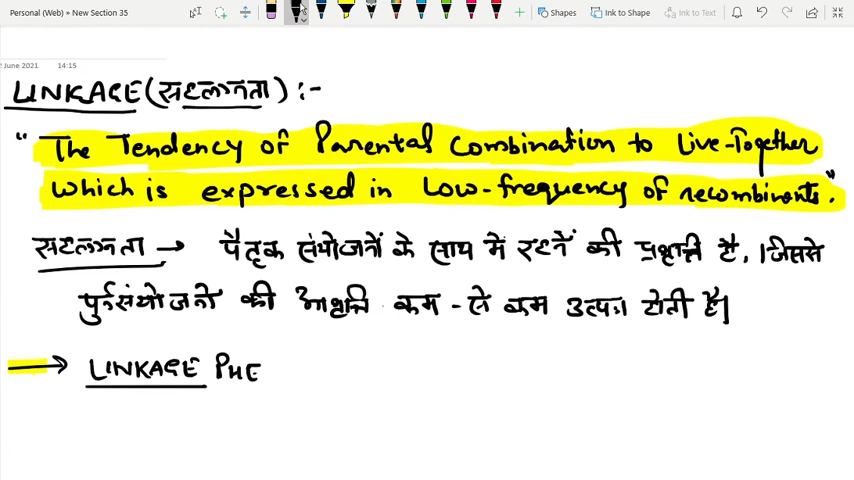 Personal (Web) » New Section 35
Shapes
Ink to Shape
Ink to Text
June 2021 14:15
LINKAGE (सहलग्नता) :-
"The Tendency of Parental Combination to Live-Together
Which is expressed in Low-frequency of recombinants."
सहलग्नता → पैतृक संयोजनों के साथ में रहने की प्रवृत्ति है, जिससे
पुर्नसंयोजनो की आवृत्ति कम-से कम उत्पन्न होती है।
→ LINKAGE PHE